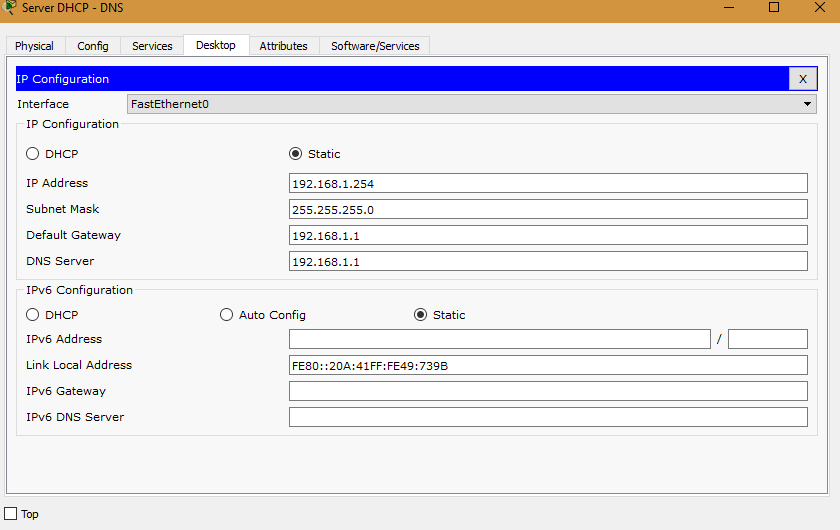 Server DHCP - DNS
Physical Config Services Desktop Attributes Software/Services
IP Configuration X
Interface FastEthernet0
IP Configuration
DHCP Static
IP Address 192.168.1.254
Subnet Mask 255.255.255.0
Default Gateway 192.168.1.1
DNS Server 192.168.1.1
IPv6 Configuration
DHCP Auto Config Static
IPv6 Address /
Link Local Address FE80::20A:41FF:FE49:739B
IPv6 Gateway
IPv6 DNS Server
Top